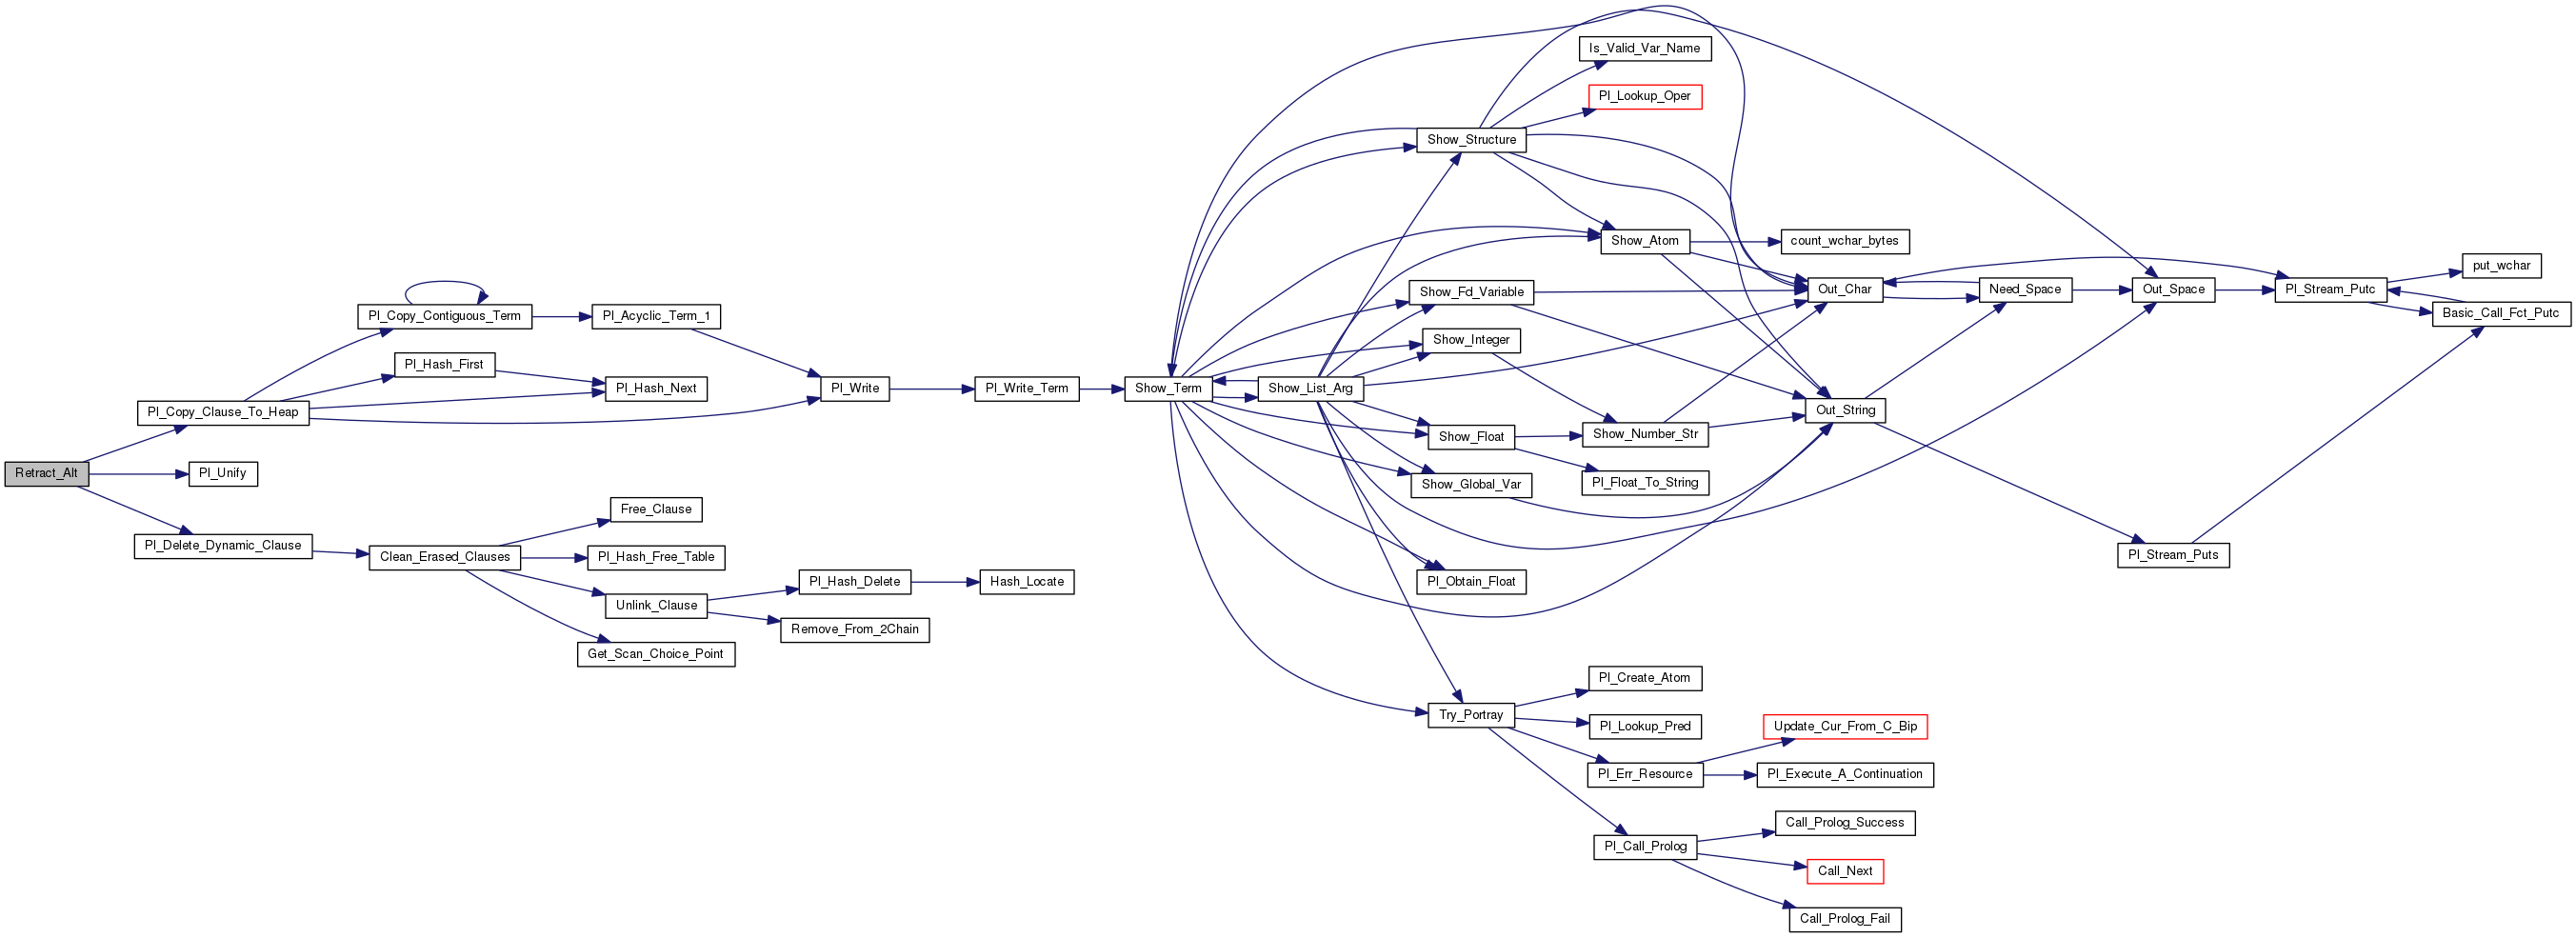 Is_Valid_Var_Name
Pl_Lookup_Oper
Show_Structure
Show_Atom
count_wchar_bytes
put_wchar
Show_Fd_Variable
Out_Char
Need_Space
Out_Space
Pl_Stream_Putc
Basic_Call_Fct_Putc
Pl_Copy_Contiguous_Term
Pl_Acyclic_Term_1
Show_Integer
Pl_Hash_First
Pl_Hash_Next
Pl_Write
Pl_Write_Term
Show_Term
Show_List_Arg
Pl_Copy_Clause_To_Heap
Out_String
Show_Float
Show_Number_Str
Retract_Alt
Pl_Unify
Show_Global_Var
Pl_Float_To_String
Free_Clause
Pl_Delete_Dynamic_Clause
Clean_Erased_Clauses
Pl_Hash_Free_Table
Pl_Stream_Puts
Pl_Hash_Delete
Hash_Locate
Pl_Obtain_Float
Unlink_Clause
Remove_From_2Chain
Get_Scan_Choice_Point
Pl_Create_Atom
Try_Portray
Pl_Lookup_Pred
Update_Cur_From_C_Bip
Pl_Err_Resource
Pl_Execute_A_Continuation
Call_Prolog_Success
Pl_Call_Prolog
Call_Next
Call_Prolog_Fail